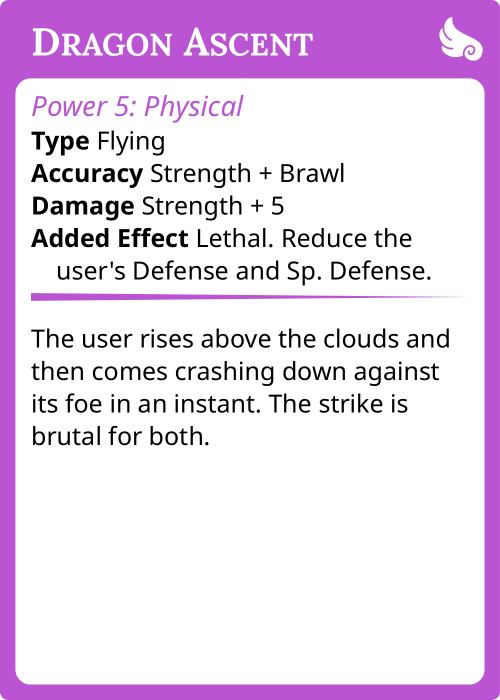 Dragon Ascent
Power 5: Physical
Type Flying
Accuracy Strength + Brawl
Damage Strength + 5
Added Effect Lethal. Reduce the
user's Defense and Sp. Defense.
The user rises above the clouds and
then comes crashing down against
its foe in an instant. The strike is
brutal for both.